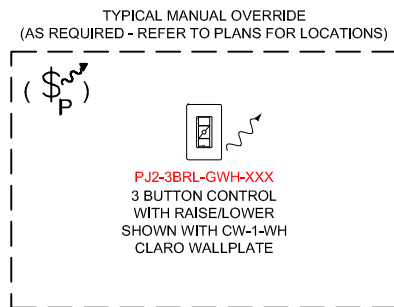 TYPICAL MANUAL OVERRIDE
(AS REQUIRED - REFER TO PLANS FOR LOCATIONS)
($P)
PJ2-3BRL-GWH-XXX
3 BUTTON CONTROL
WITH RAISE/LOWER
SHOWN WITH CW-1-WH
CLARO WALLPLATE